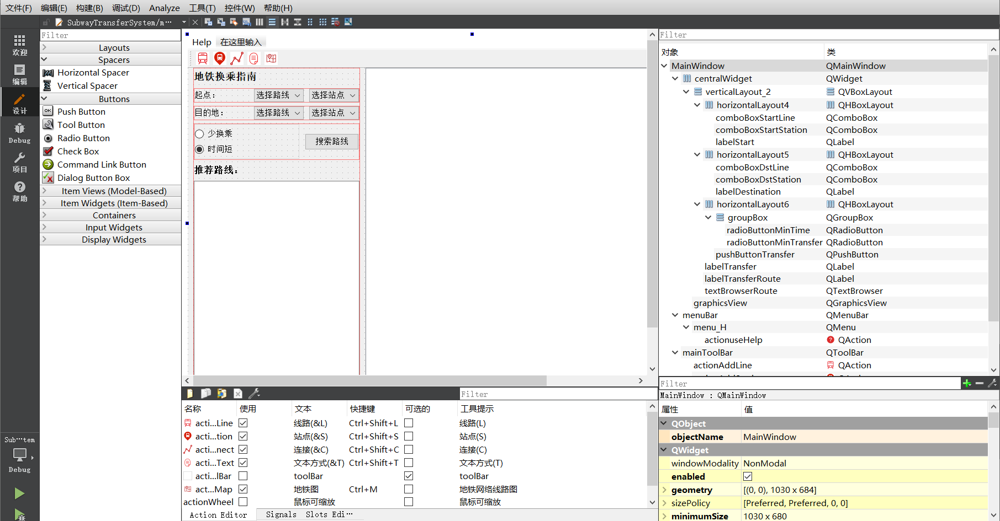 文件(F) 编辑(E) 构建(B) 调试(D) Analyze 工具(T) 控件(W) 帮助(H)
SubwayTransferSystem/m…
欢迎
编辑
设计
Debug
项目
帮助
Sub…tem
Debug
Filter
Layouts
Spacers
Horizontal Spacer
Vertical Spacer
Buttons
Push Button
OK
Tool Button
Radio Button
Check Box
Command Link Button
Dialog Button Box
Item Views (Model-Based)
Item Widgets (Item-Based)
Containers
Input Widgets
Display Widgets
Help 在这里输入
地铁换乘指南
起点： 选择路线 选择站点
目的地： 选择路线 选择站点
少换乘
时间短
搜索路线
推荐路线：
Filter
名称 使用 文本 快捷键 可选的 工具提示
acti...Line 线路(&L) Ctrl+Shift+L 线路(L)
acti...tion 站点(&S) Ctrl+Shift+S 站点(S)
acti...nect 连接(&C) Ctrl+Shift+C 连接(C)
acti...Text 文本方式(&T) Ctrl+Shift+T 文本方式(T)
acti...lBar toolBar toolBar
act...Map 地铁图 Ctrl+M 地铁网络线路图
actionWheel 鼠标可缩放 鼠标可缩放
Action Editor Signals Slots Edi…
Filter
对象 类
MainWindow QMainWindow
centralWidget QWidget
verticalLayout_2 QVBoxLayout
horizontalLayout4 QHBoxLayout
comboBoxStartLine QComboBox
comboBoxStartStation QComboBox
labelStart QLabel
horizontalLayout5 QHBoxLayout
comboBoxDstLine QComboBox
comboBoxDstStation QComboBox
labelDestination QLabel
horizontalLayout6 QHBoxLayout
groupBox QGroupBox
radioButtonMinTime QRadioButton
radioButtonMinTransfer QRadioButton
pushButtonTransfer QPushButton
labelTransfer QLabel
labelTransferRoute QLabel
textBrowserRoute QTextBrowser
graphicsView QGraphicsView
menuBar QMenuBar
menu_H QMenu
actionuseHelp QAction
mainToolBar QToolBar
actionAddLine QAction
Filter
MainWindow : QMainWindow
属性 值
QObject
objectName MainWindow
QWidget
windowModality NonModal
enabled
geometry [(0, 0), 1030 x 684]
sizePolicy [Preferred, Preferred, 0, 0]
minimumSize 1030 x 680